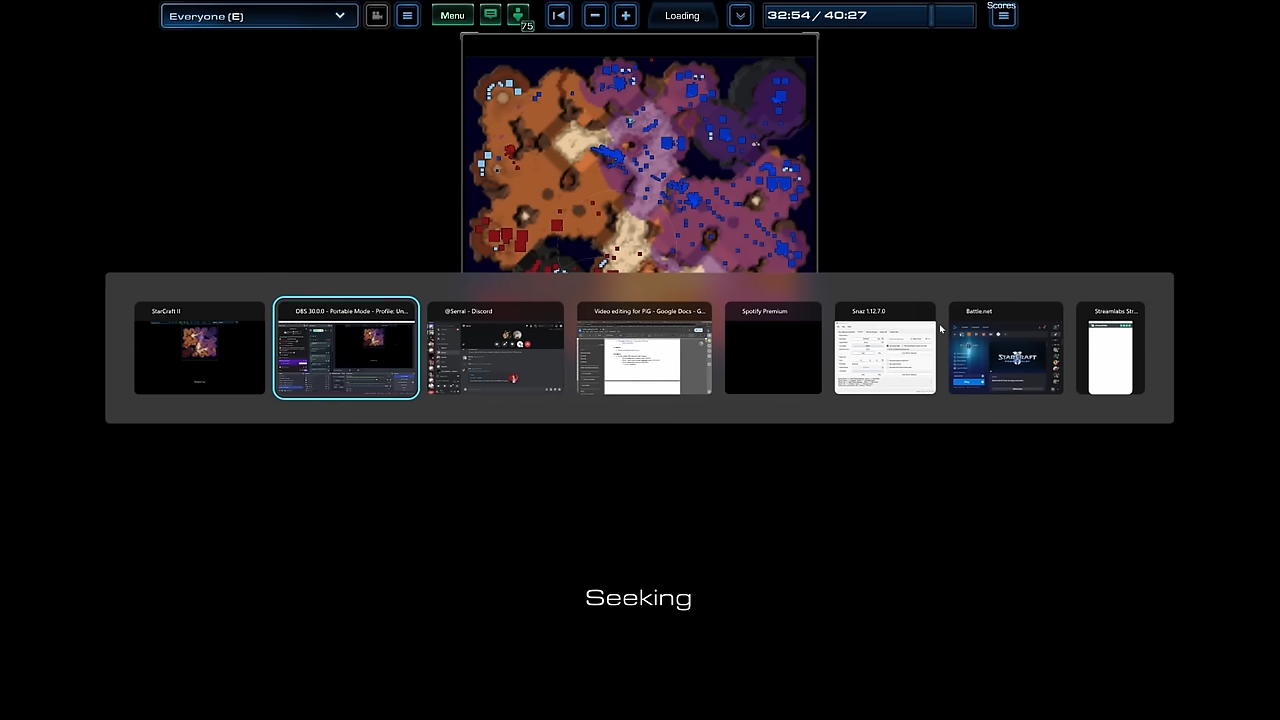 Everyone (E)
Menu
75
Loading
32:54 / 40:27
Scores
StarCraft II
OBS 30.0.0 - Portable Mode - Profile: Un...
@Serral - Discord
Video editing for PiG - Google Docs - G...
Spotify Premium
Snaz 1.12.7.0
Battle.net
Streamlabs Str...
STARCRAFT
Seeking